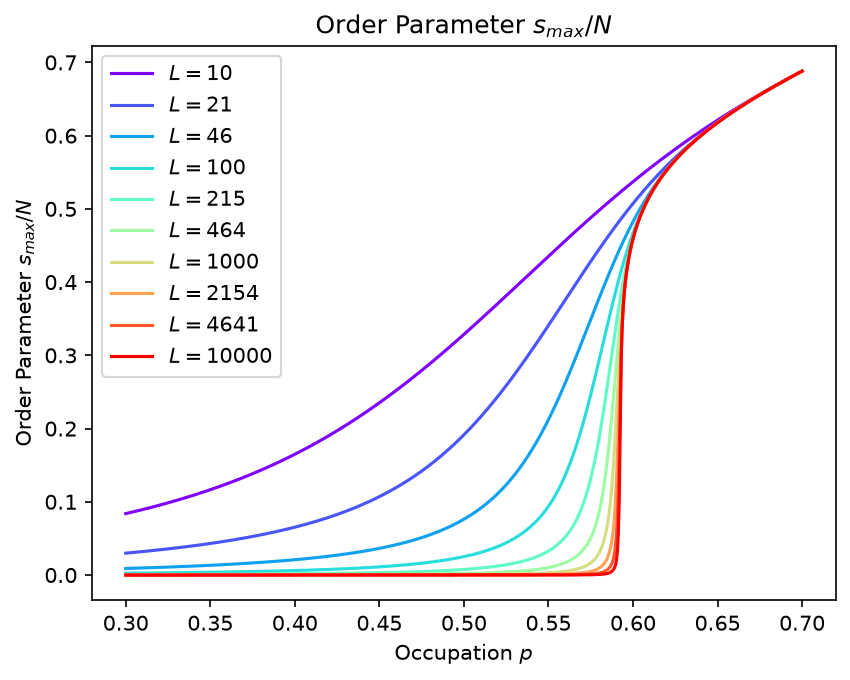 Order Parameter s_max/N
Order Parameter s_max/N
0.7
0.6
0.5
0.4
0.3
0.2
0.1
0.0
L = 10
L = 21
L = 46
L = 100
L = 215
L = 464
L = 1000
L = 2154
L = 4641
L = 10000
0.30 0.35 0.40 0.45 0.50 0.55 0.60 0.65 0.70
Occupation p